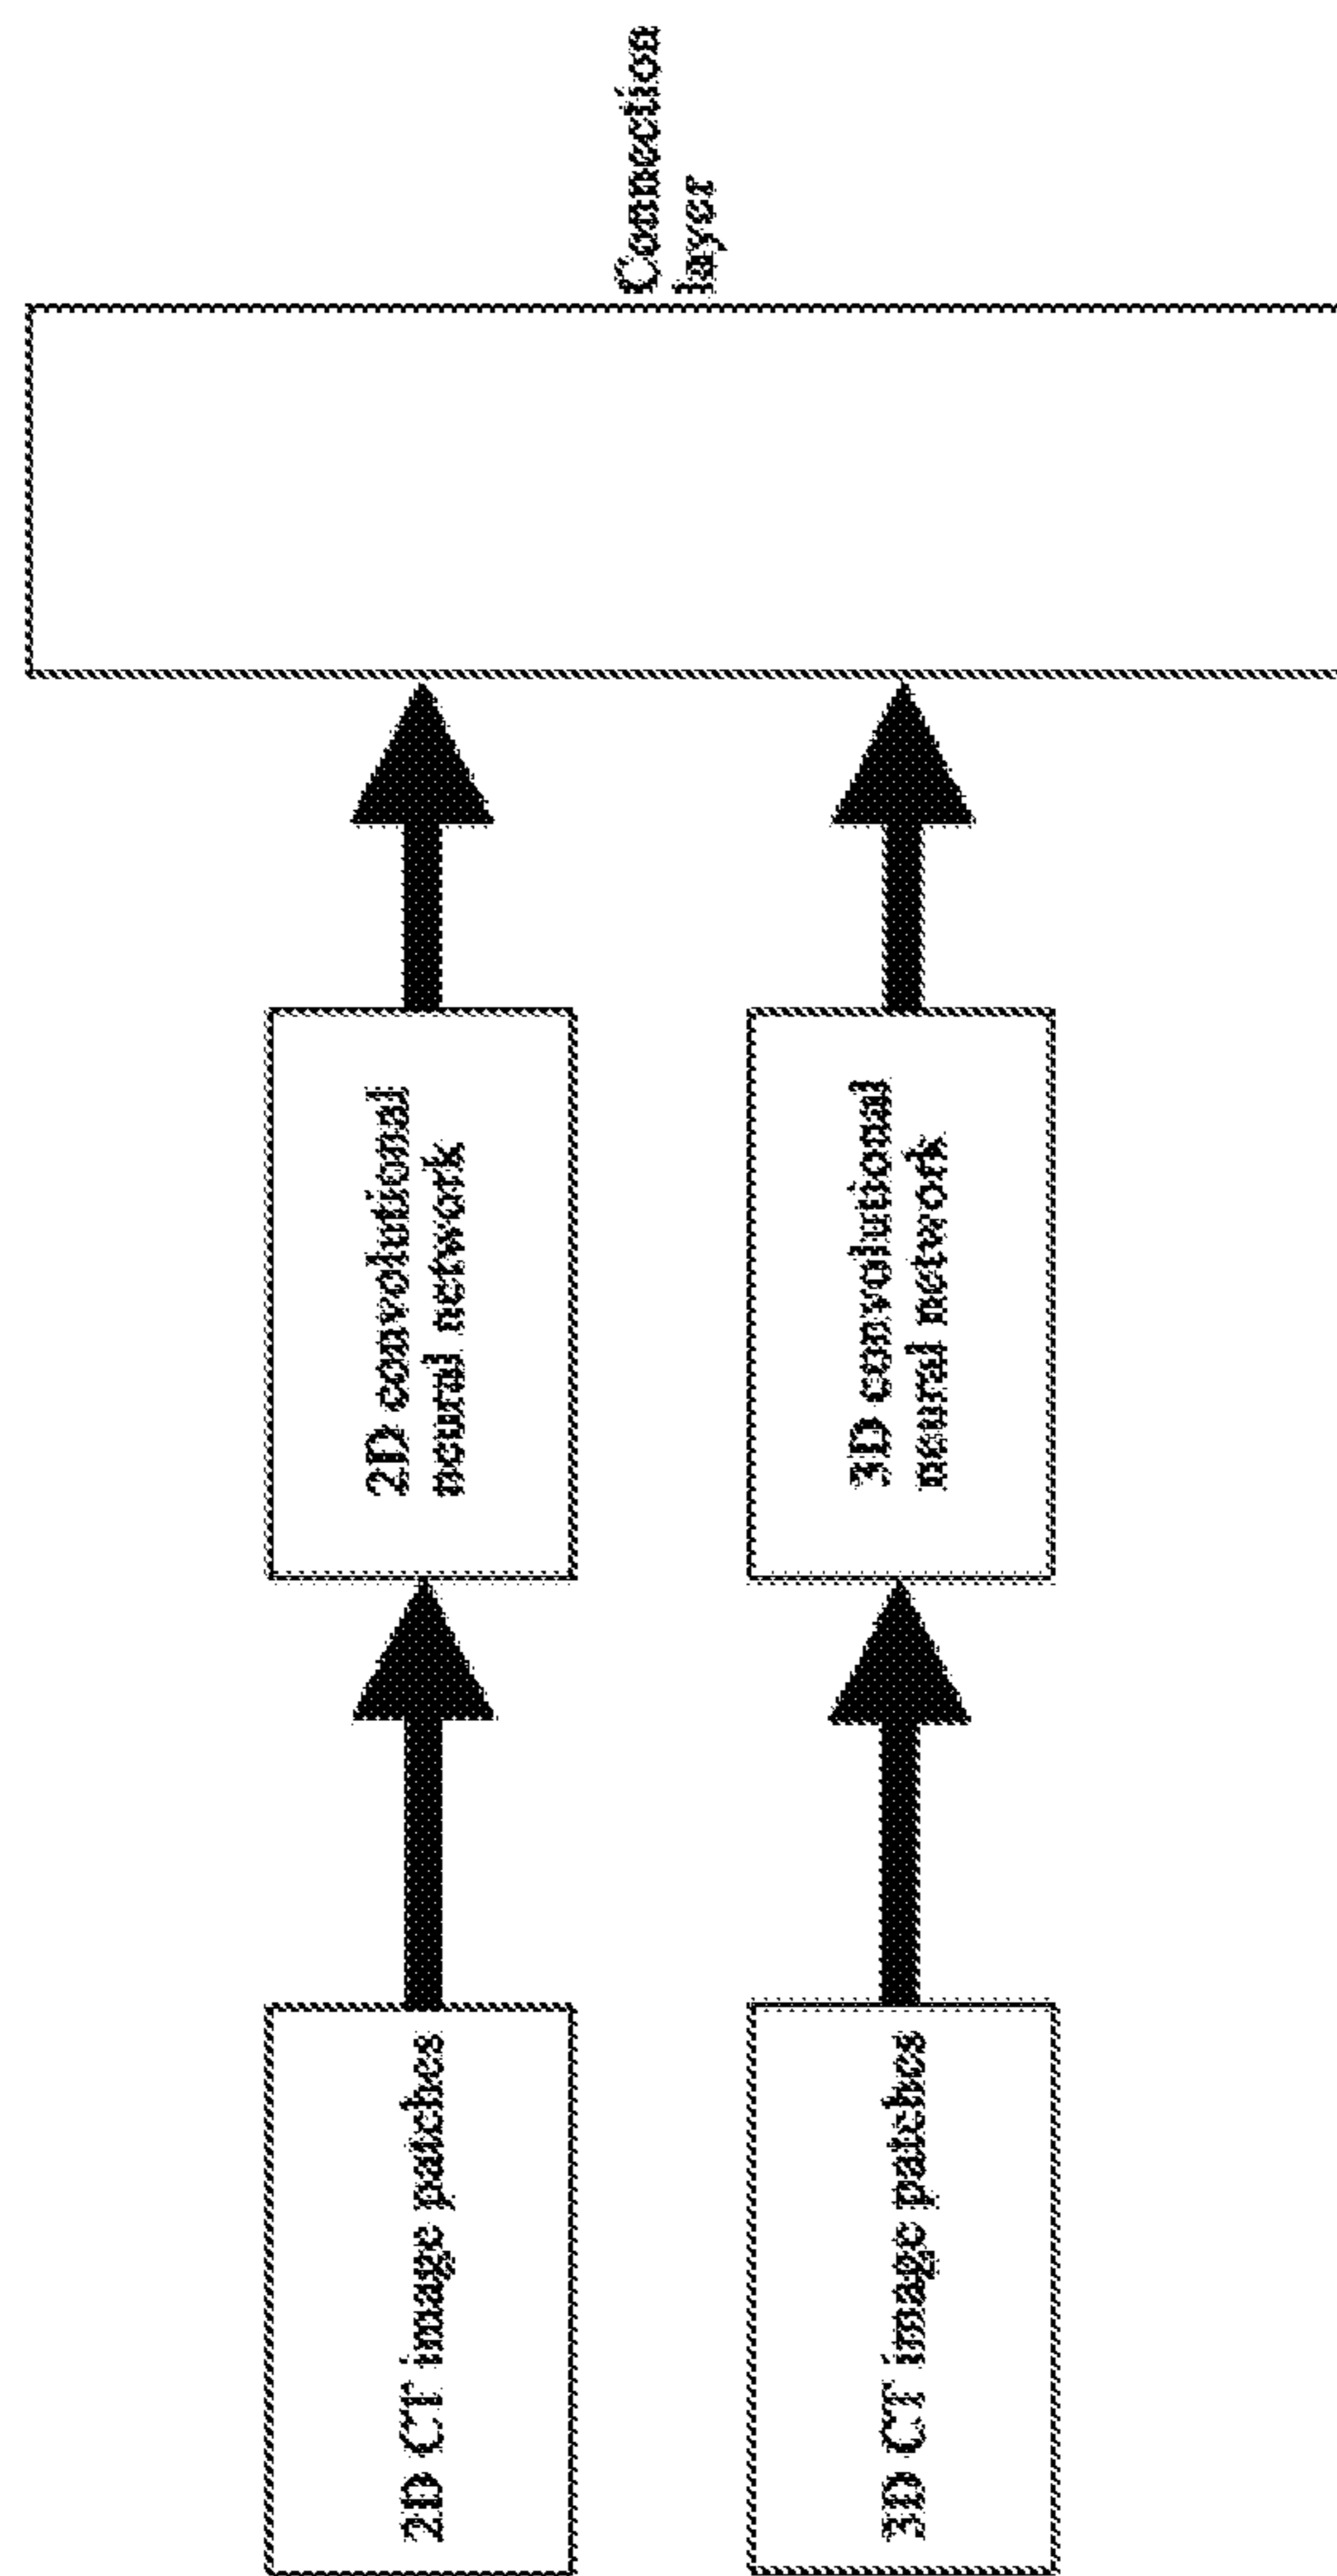 2D CT image patches
2D convolutional
neural network
3D CT image patches
3D convolutional
neural network
Connection
layer